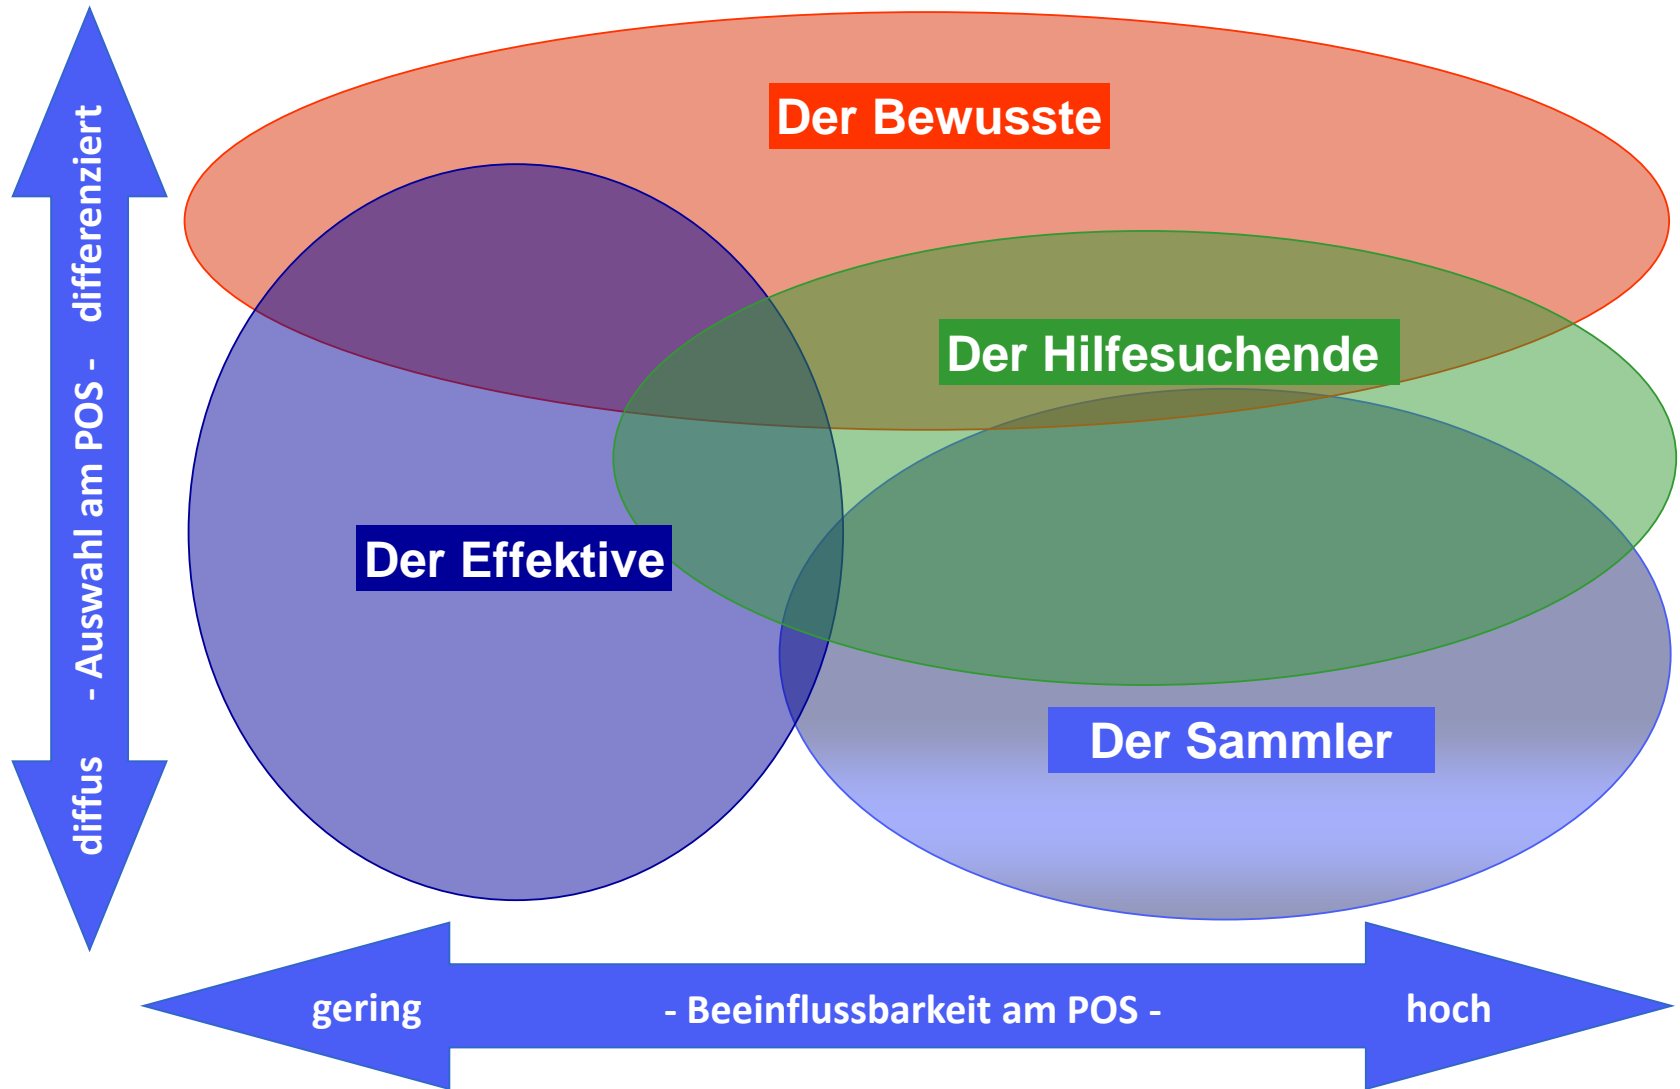 diffus - Auswahl am POS - differenziert
Der Bewusste
Der Hilfesuchende
Der Effektive
Der Sammler
gering - Beeinflussbarkeit am POS - hoch